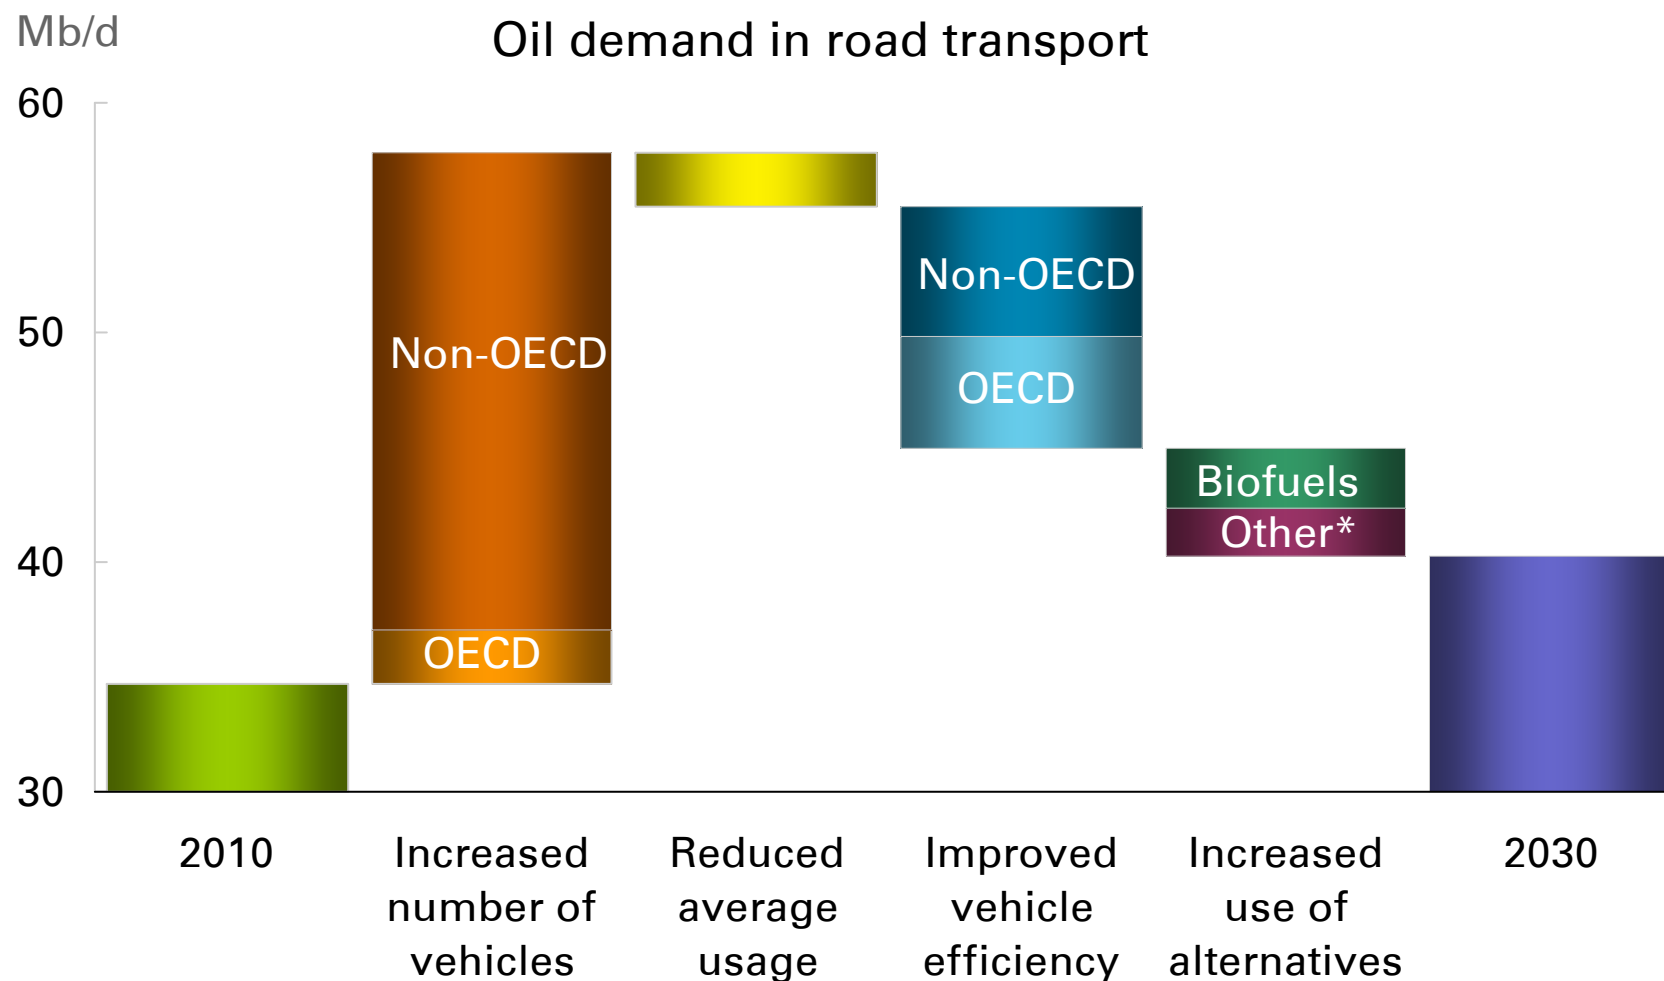 Mb/d
Oil demand in road transport
60
50
40
30
Non-OECD
OECD
Non-OECD
OECD
Biofuels
Other*
2010
Increased
number of
vehicles
Reduced
average
usage
Improved
vehicle
efficiency
Increased
use of
alternatives
2030